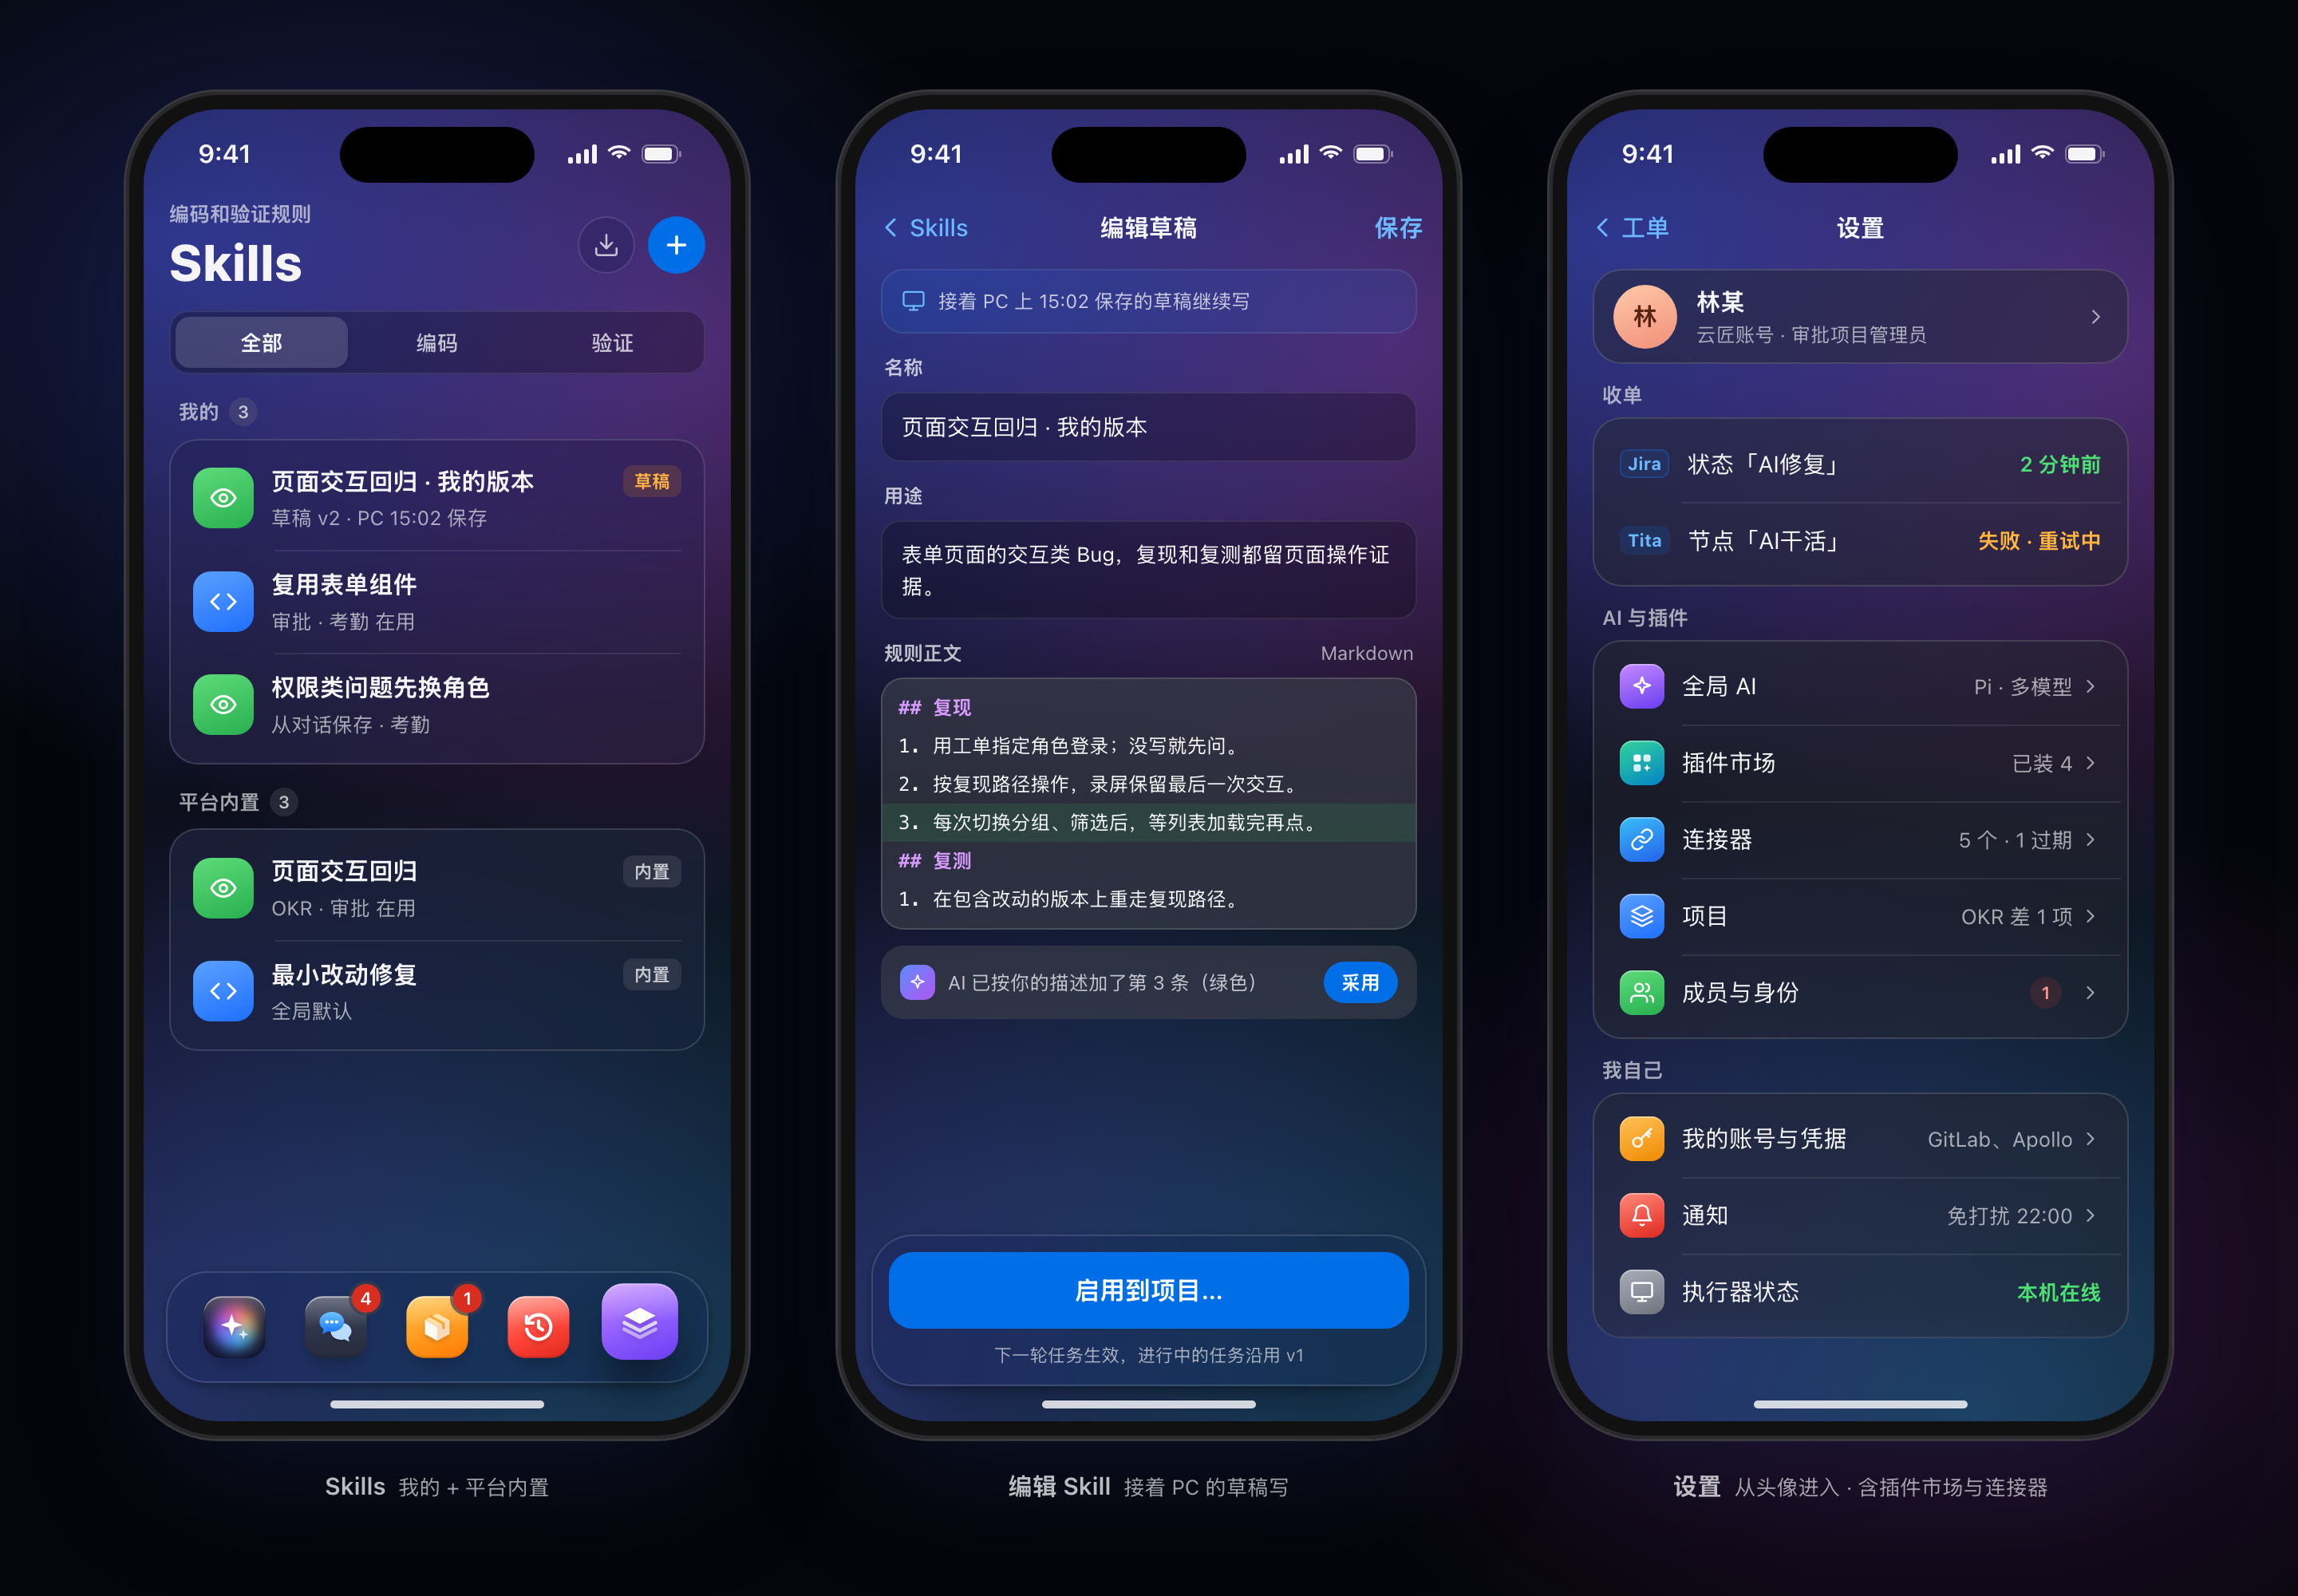 9:41
编码和验证规则
Skills
全部
编码
验证
我的 3
页面交互回归 · 我的版本
草稿
草稿 v2 · PC 15:02 保存
复用表单组件
审批 · 考勤 在用
权限类问题先换角色
从对话保存 · 考勤
平台内置 3
页面交互回归
内置
OKR · 审批 在用
最小改动修复
内置
全局默认
4
1
Skills 我的 + 平台内置
9:41
Skills
编辑草稿
保存
接着 PC 上 15:02 保存的草稿继续写
名称
页面交互回归 · 我的版本
用途
表单页面的交互类 Bug，复现和复测都留页面操作证
据。
规则正文
Markdown
## 复现
1. 用工单指定角色登录；没写就先问。
2. 按复现路径操作，录屏保留最后一次交互。
3. 每次切换分组、筛选后，等列表加载完再点。
## 复测
1. 在包含改动的版本上重走复现路径。
AI 已按你的描述加了第 3 条（绿色）
采用
启用到项目...
下一轮任务生效，进行中的任务沿用 v1
编辑 Skill 接着 PC 的草稿写
9:41
工单
设置
林
林某
云匠账号 · 审批项目管理员
收单
Jira 状态「AI修复」 2 分钟前
Tita 节点「AI干活」 失败 · 重试中
AI 与插件
全局 AI Pi · 多模型
插件市场 已装 4
连接器 5 个 · 1 过期
项目 OKR 差 1 项
成员与身份 1
我自己
我的账号与凭据 GitLab、Apollo
通知 免打扰 22:00
执行器状态 本机在线
设置 从头像进入 · 含插件市场与连接器